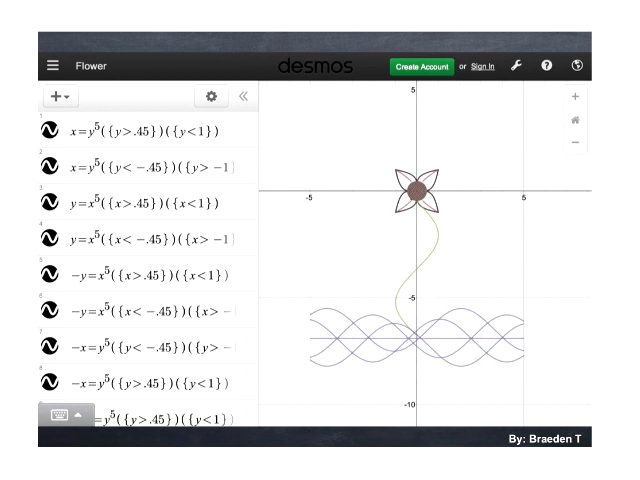 Flower
desmos
Create Account or Sign In
5
-5
5
-5
-10
1
x=y^5({y>.45})({y<1})
2
x=y^5({y<-.45})({y>-1
3
y=x^5({x>.45})({x<1})
4
y=x^5({x<-.45})({x>-1
5
-y=x^5({x>.45})({x<1})
6
-y=x^5({x<-.45})({x>-
7
-x=y^5({y<-.45})({y>-
8
-x=y^5({y>.45})({y<1})
=y^5({y>.45})({y<1})
By: Braeden T